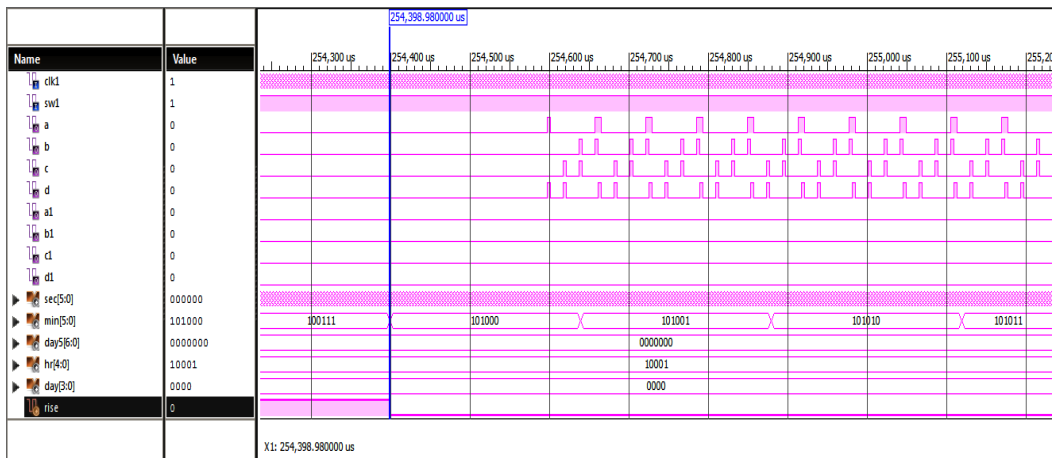 254,398.980000 us
Name Value 254,300 us 254,400 us 254,500 us 254,600 us 254,700 us 254,800 us 254,900 us 255,000 us 255,100 us 255,20
clk1 1
sw1 1
a 0
b 0
c 0
d 0
a1 0
b1 0
c1 0
d1 0
sec[5:0] 000000
min[5:0] 101000 100111 101000 101001 101010 101011
day5[6:0] 0000000 0000000
hr[4:0] 10001 10001
day[3:0] 0000 0000
rise 0
X1: 254,398.980000 us